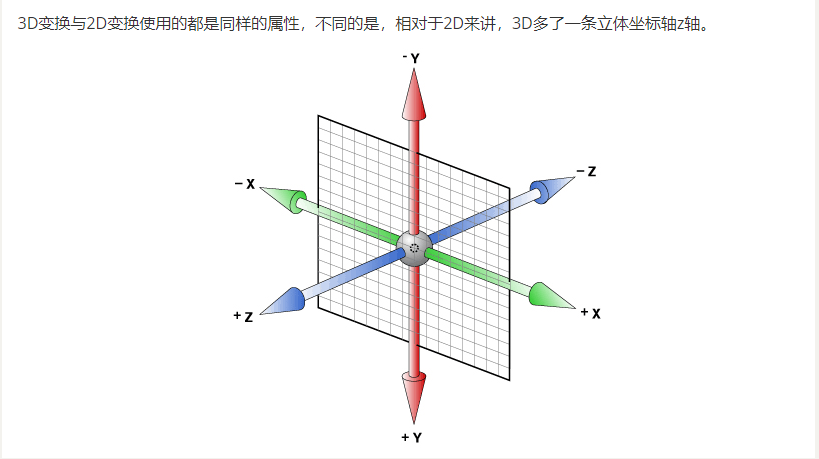 3D变换与2D变换使用的都是同样的属性，不同的是，相对于2D来讲，3D多了一条立体坐标轴z轴。
- Y
- X
- Z
+ Z
+ X
+ Y